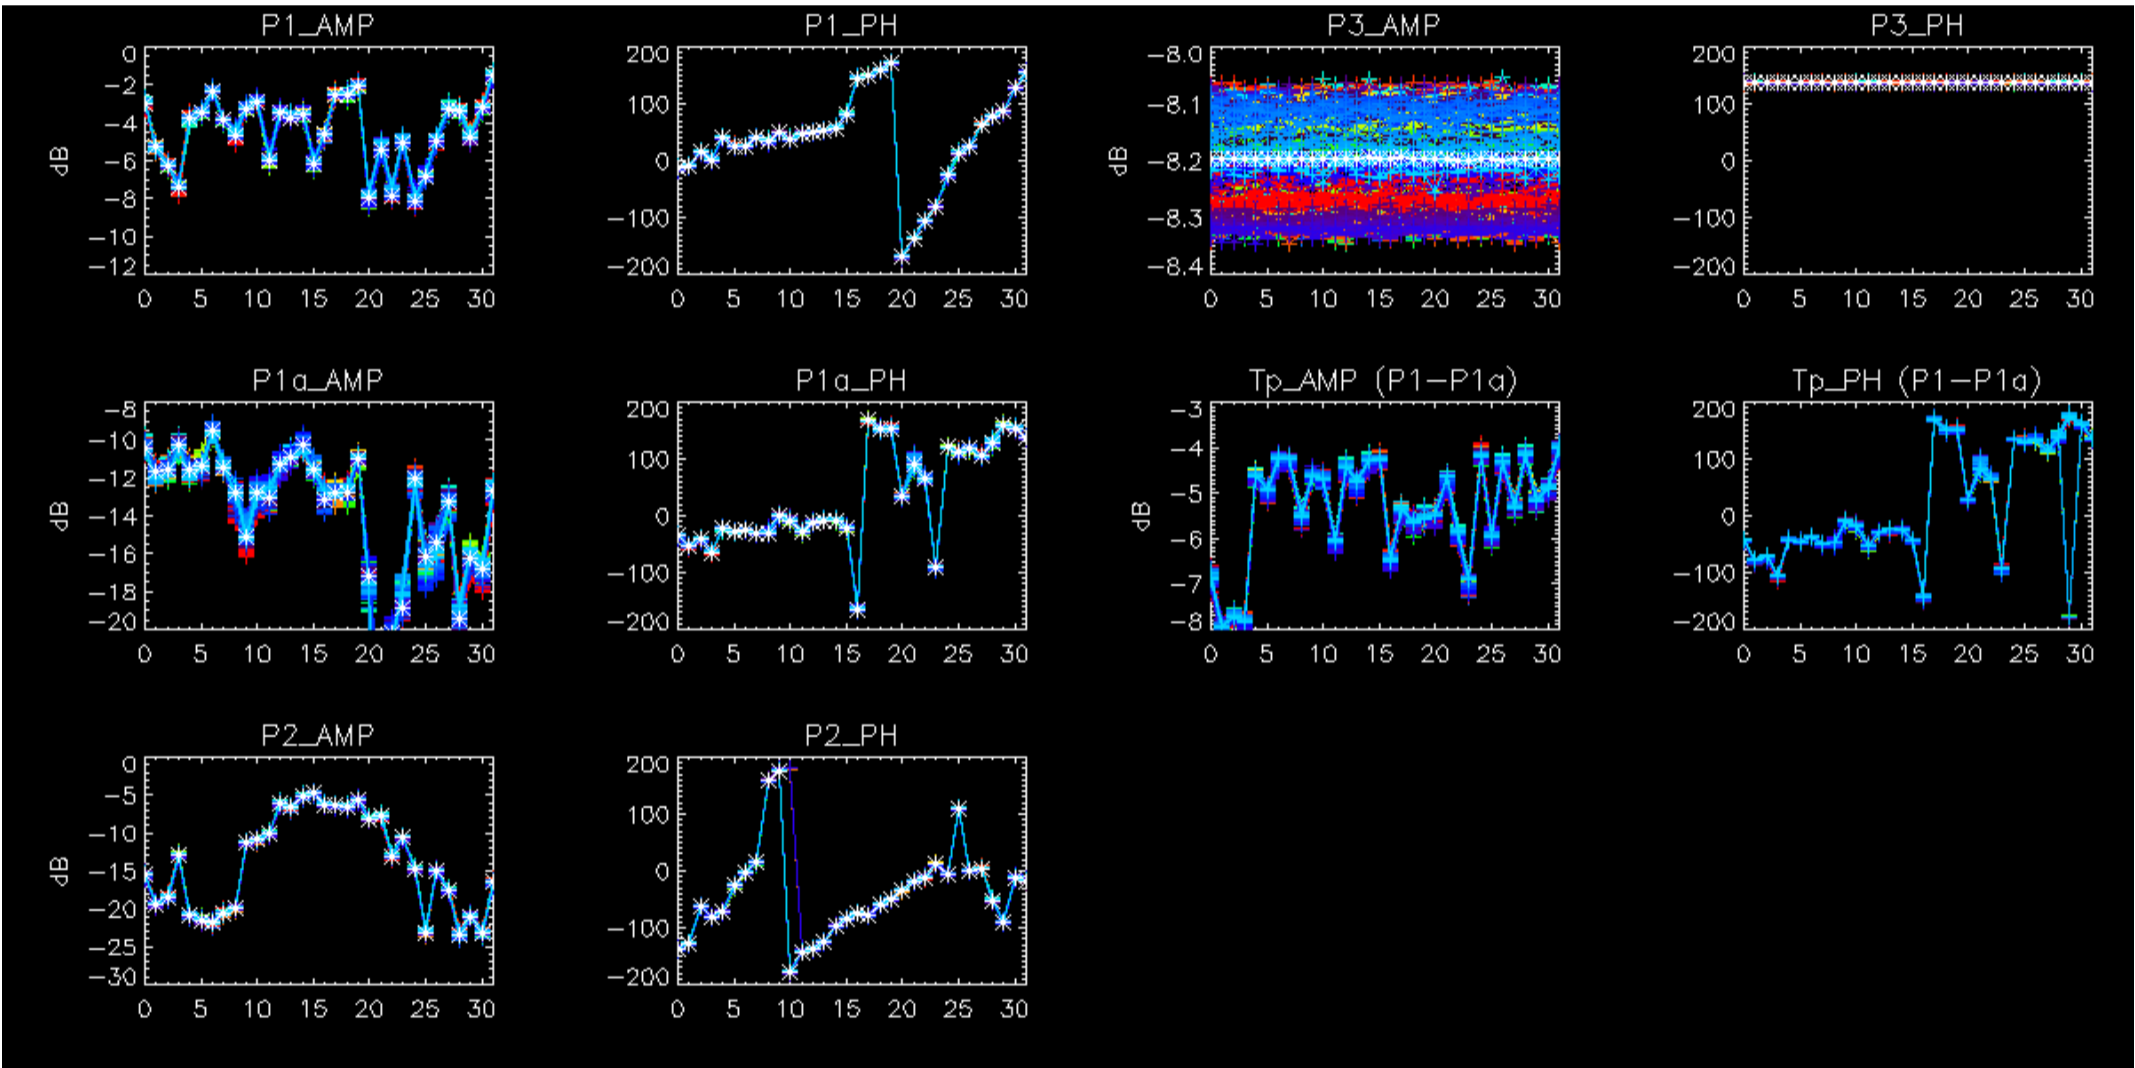 P1_AMP P1_PH P3_AMP P3_PH
0 200 -8.0 200
-2 100 -8.1 100
-4 0 -8.2 0
-6 -100 -8.3 -100
-8 -200 -8.4 -200
-10
-12
dB dB
0 5 10 15 20 25 30 0 5 10 15 20 25 30 0 5 10 15 20 25 30 0 5 10 15 20 25 30
P1a_AMP P1a_PH Tp_AMP (P1-P1a) Tp_PH (P1-P1a)
-8 200 -3 200
-10 100 -4 100
-12 0 -5 0
-14 -100 -6 -100
-16 -200 -7 -200
-18 -8
-20
dB dB
0 5 10 15 20 25 30 0 5 10 15 20 25 30 0 5 10 15 20 25 30 0 5 10 15 20 25 30
P2_AMP P2_PH
0 200
-5 100
-10 0
-15 -100
-20 -200
-25
-30
dB
0 5 10 15 20 25 30 0 5 10 15 20 25 30